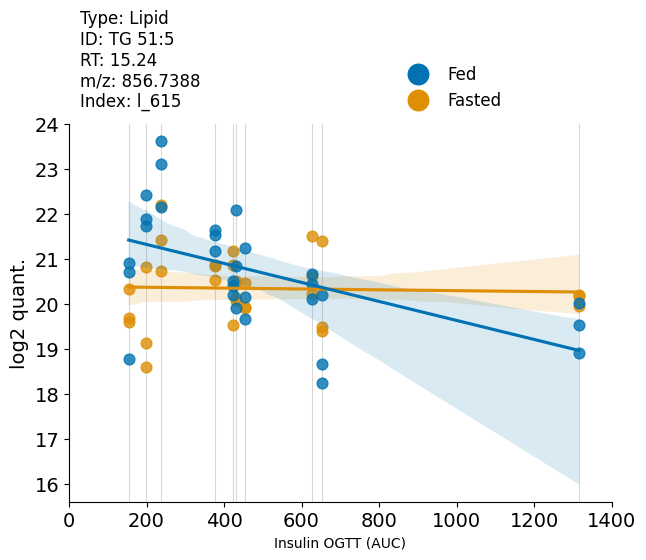 Type: Lipid
ID: TG 51:5
RT: 15.24
m/z: 856.7388
Index: l_615
Fed
Fasted
24
23
22
21
20
19
18
17
16
log2 quant.
0 200 400 600 800 1000 1200 1400
Insulin OGTT (AUC)